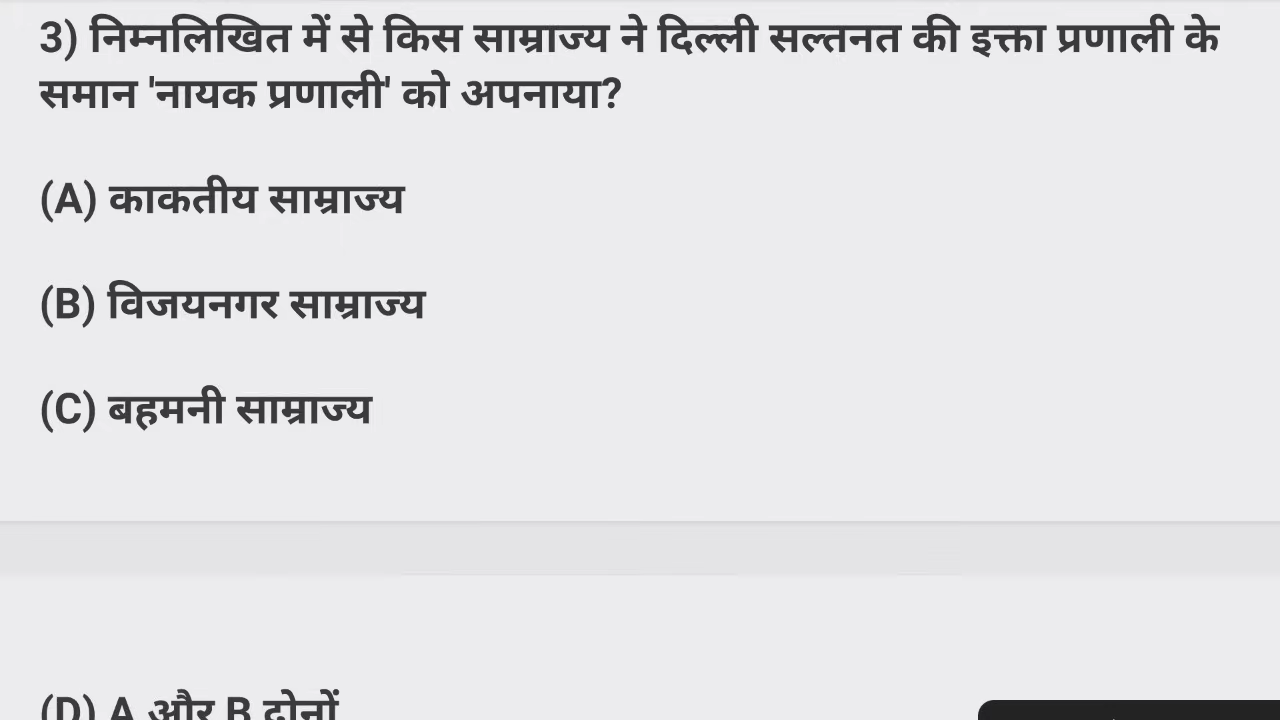 3) निम्नलिखित में से किस साम्राज्य ने दिल्ली सल्तनत की इक्ता प्रणाली के
समान 'नायक प्रणाली' को अपनाया?
(A) काकतीय साम्राज्य
(B) विजयनगर साम्राज्य
(C) बहमनी साम्राज्य
(D) A और B दोनों